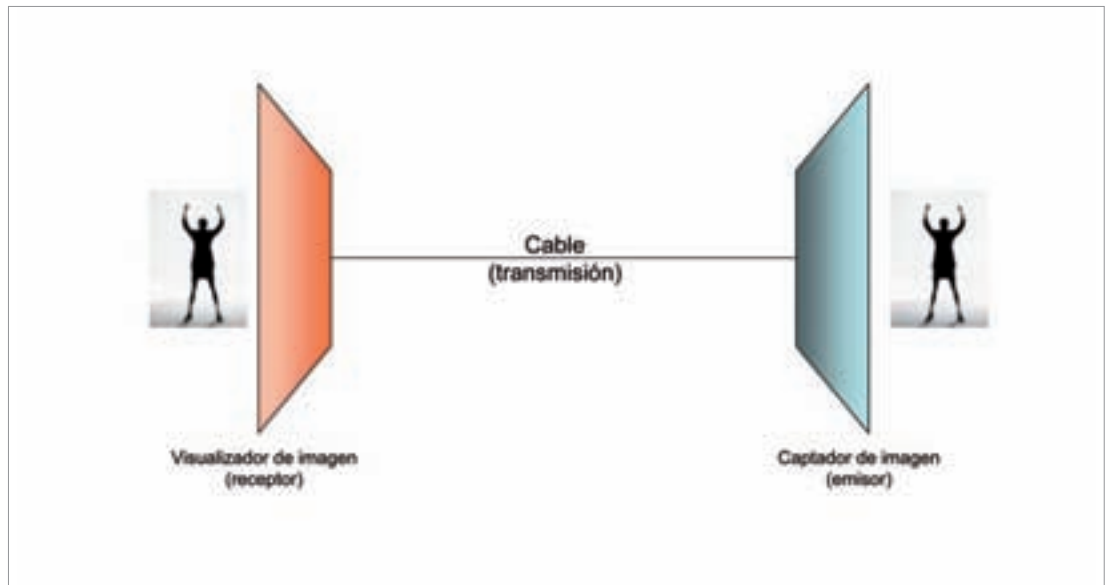 Cable
(transmisión)
Visualizador de imagen
(receptor)
Captador de imagen
(emisor)